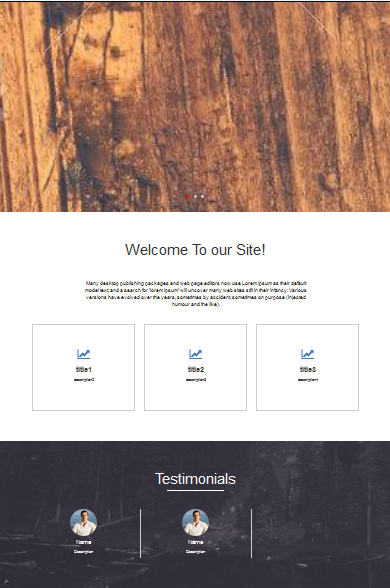 Welcome To our Site!
Many desktop publishing packages and web page editors now use Lorem Ipsum as their default
model text, and a search for 'lorem ipsum' will uncover many web sites still in their infancy. Various
versions have evolved over the years, sometimes by accident, sometimes on purpose (injected
humour and the like).
title1
title2
title3
Testimonials
Name
Name
Description
Description